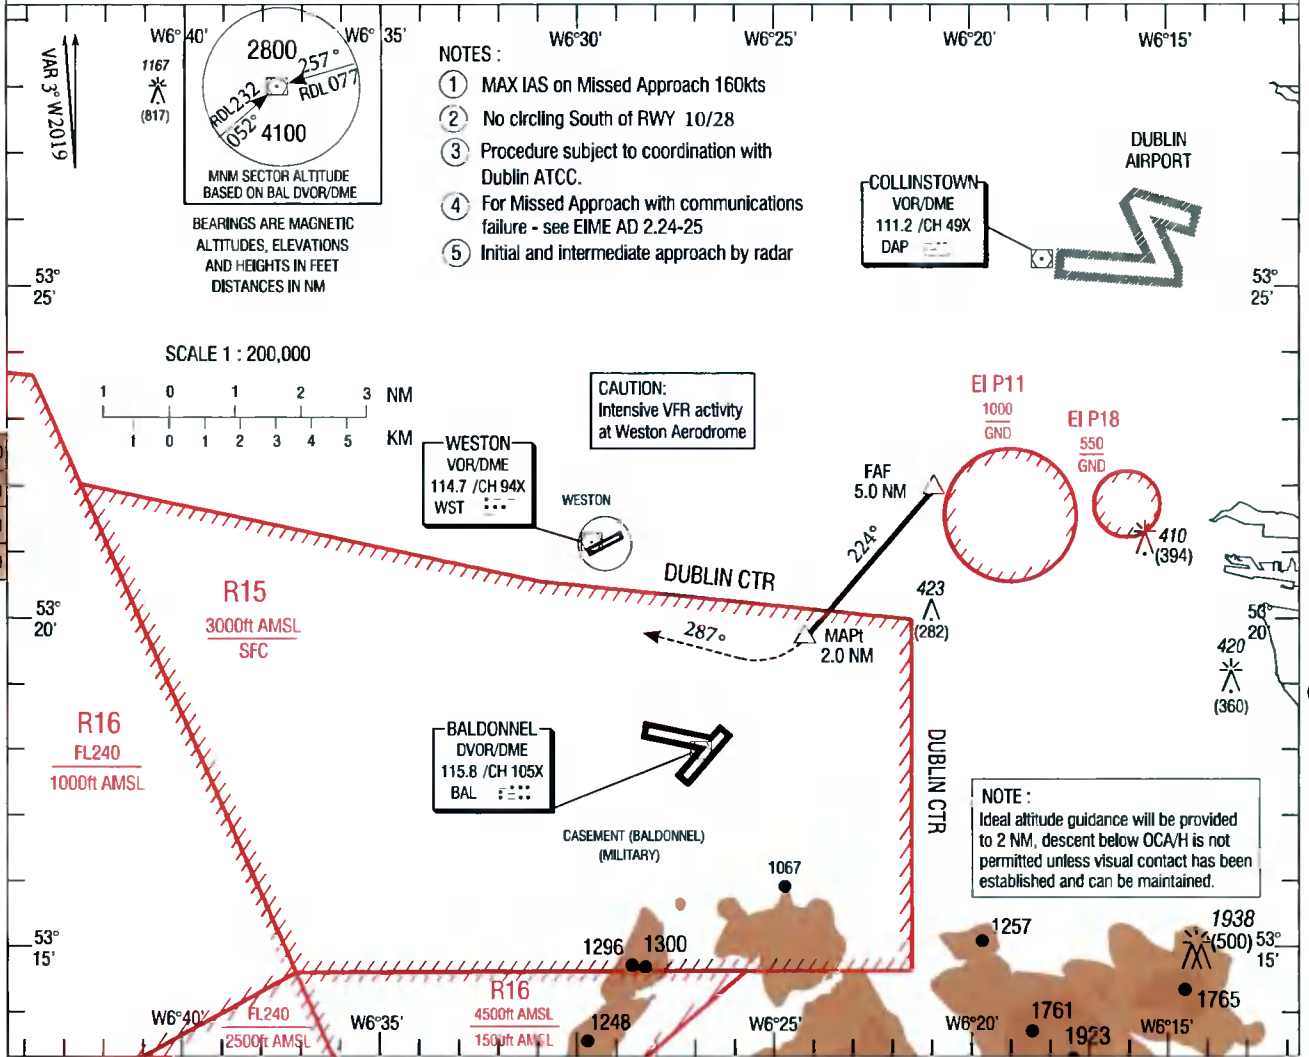 W6° 40'
W6° 35'
W6°30'
W6°25'
W6°20'
W6°15'
VAR 3° W2019
1167
(817)
2800
257°
RDL 077
RDL232
052°
4100
MNM SECTOR ALTITUDE
BASED ON BAL DVOR/DME
BEARINGS ARE MAGNETIC
ALTITUDES, ELEVATIONS
AND HEIGHTS IN FEET
DISTANCES IN NM
NOTES :
1 MAX IAS on Missed Approach 160kts
2 No circling South of RWY 10/28
3 Procedure subject to coordination with
Dublin ATCC.
4 For Missed Approach with communications
failure - see EIME AD 2.24-25
5 Initial and intermediate approach by radar
DUBLIN
AIRPORT
COLLINSTOWN
VOR/DME
111.2 /CH 49X
DAP
53°
25'
53°
25'
SCALE 1 : 200,000
1 0 1 2 3 NM
1 0 1 2 3 4 5 KM
CAUTION:
Intensive VFR activity
at Weston Aerodrome
WESTON
VOR/DME
114.7 /CH 94X
WST
WESTON
EI P11
1000
GND
EI P18
550
GND
FAF
5.0 NM
224°
410
(394)
DUBLIN CTR
R15
3000ft AMSL
SFC
423
(282)
53°
20'
20'
287°
MAPt
2.0 NM
420
(360)
R16
FL240
1000ft AMSL
BALDONNEL
DVOR/DME
115.8 /CH 105X
BAL
DUBLIN CTR
CASEMENT (BALDONNEL)
(MILITARY)
NOTE :
Ideal altitude guidance will be provided
to 2 NM, descent below OCA/H is not
permitted unless visual contact has been
established and can be maintained.
1067
1296
1300
1257
1938
(500)
53°
15'
53°
15'
1765
R16
4500ft AMSL
1500ft AMSL
FL240
2500ft AMSL
1248
1761
1923
W6°40'
W6°35'
W6°25'
W6°20'
W6°15'